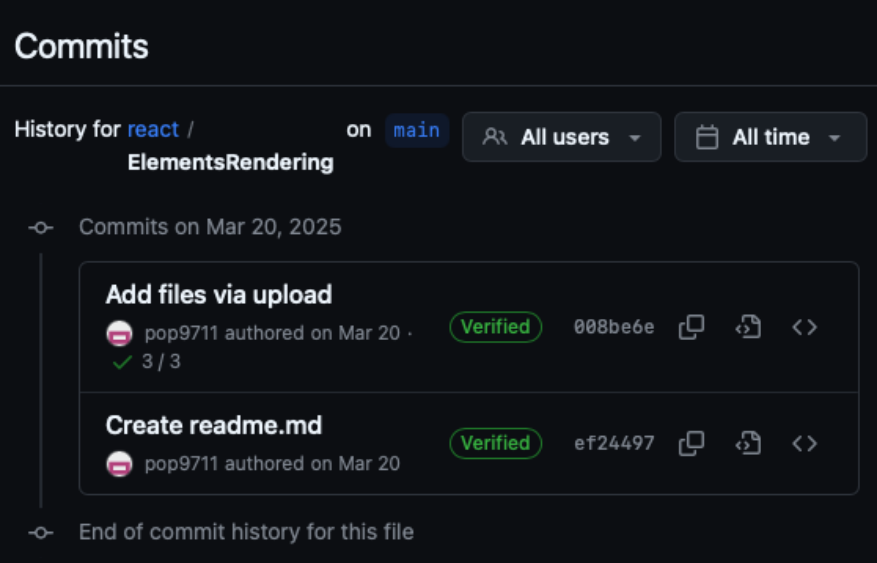 Commits
History for react /
ElementsRendering
on main
All users
All time
Commits on Mar 20, 2025
Add files via upload
pop9711 authored on Mar 20 ·
3 / 3
Verified
008be6e
Create readme.md
pop9711 authored on Mar 20
Verified
ef24497
End of commit history for this file